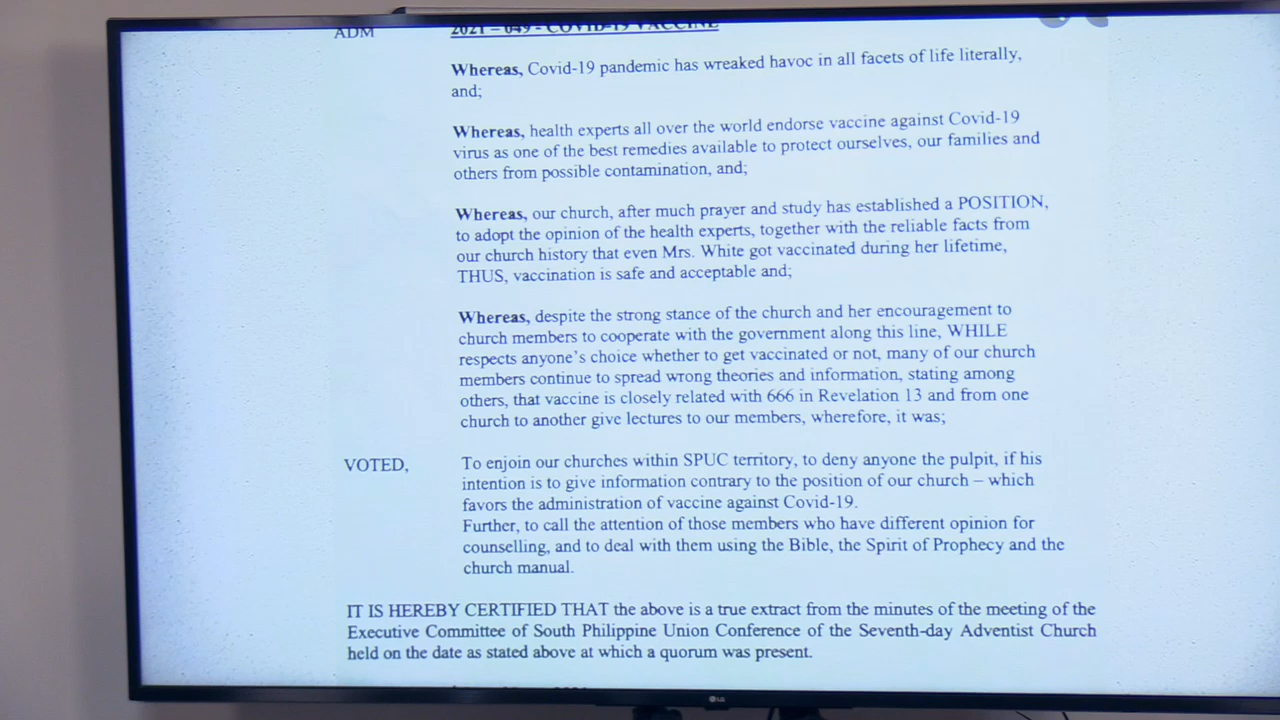 ADM 2021 – 049 - COVID-19 VACCINE
Whereas, Covid-19 pandemic has wreaked havoc in all facets of life literally,
and;
Whereas, health experts all over the world endorse vaccine against Covid-19
virus as one of the best remedies available to protect ourselves, our families and
others from possible contamination, and;
Whereas, our church, after much prayer and study has established a POSITION,
to adopt the opinion of the health experts, together with the reliable facts from
our church history that even Mrs. White got vaccinated during her lifetime,
THUS, vaccination is safe and acceptable and;
Whereas, despite the strong stance of the church and her encouragement to
church members to cooperate with the government along this line, WHILE
respects anyone's choice whether to get vaccinated or not, many of our church
members continue to spread wrong theories and information, stating among
others, that vaccine is closely related with 666 in Revelation 13 and from one
church to another give lectures to our members, wherefore, it was;
VOTED, To enjoin our churches within SPUC territory, to deny anyone the pulpit, if his
intention is to give information contrary to the position of our church – which
favors the administration of vaccine against Covid-19.
Further, to call the attention of those members who have different opinion for
counselling, and to deal with them using the Bible, the Spirit of Prophecy and the
church manual.
IT IS HEREBY CERTIFIED THAT the above is a true extract from the minutes of the meeting of the
Executive Committee of South Philippine Union Conference of the Seventh-day Adventist Church
held on the date as stated above at which a quorum was present.
LG